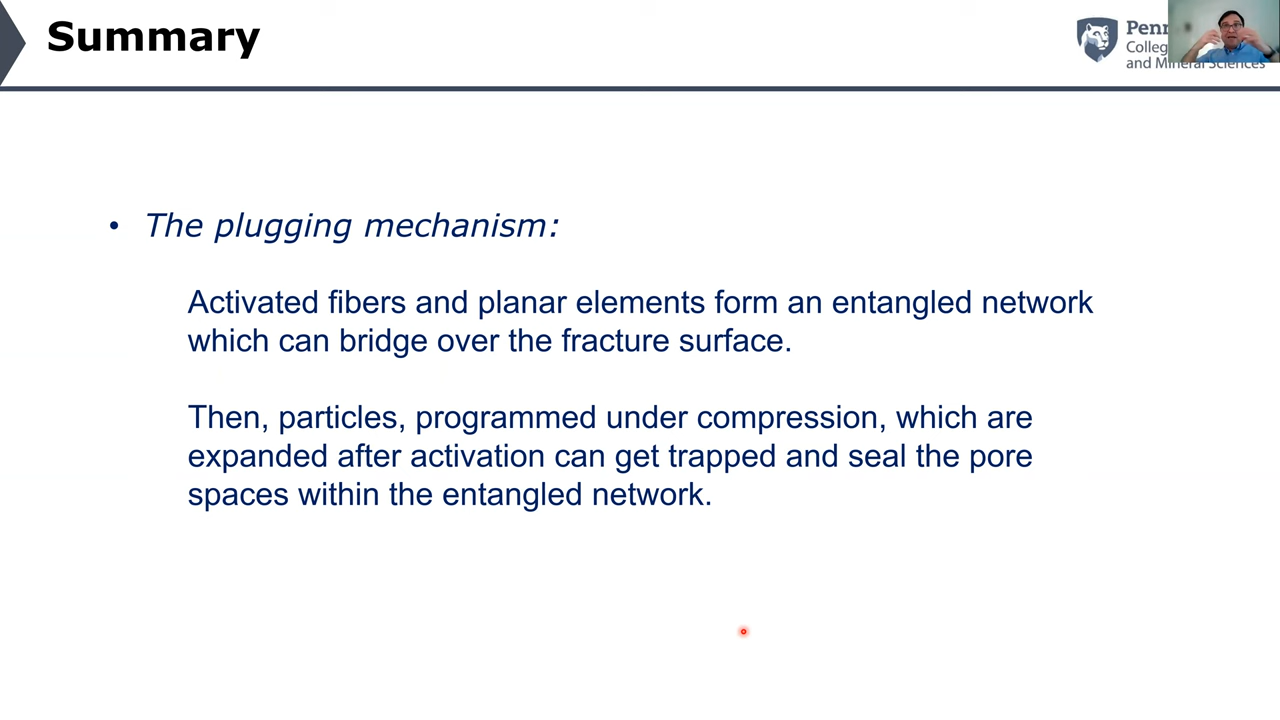 Summary
Colleg
and Mineral Sciences
• The plugging mechanism:
Activated fibers and planar elements form an entangled network
which can bridge over the fracture surface.
Then, particles, programmed under compression, which are
expanded after activation can get trapped and seal the pore
spaces within the entangled network.